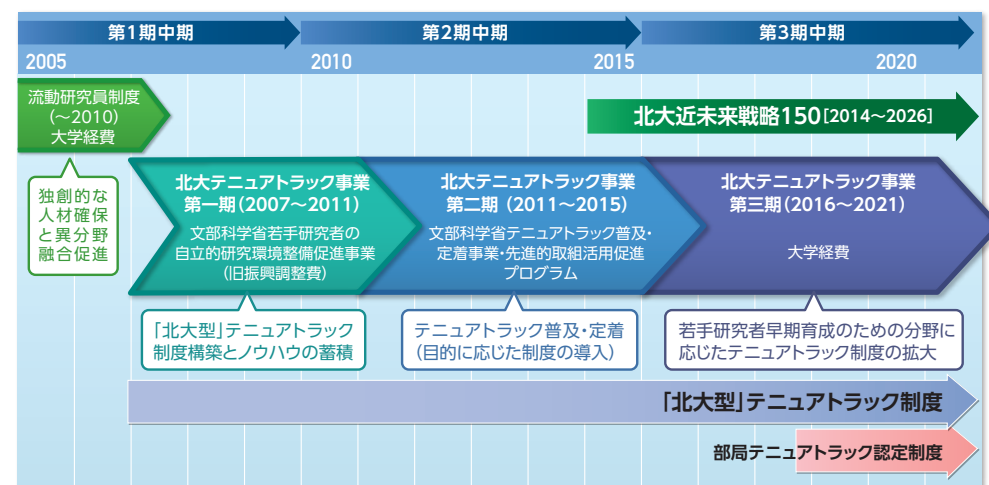 第1期中期
第2期中期
第3期中期
2005
2010
2015
2020
流動研究員制度
(～2010)
大学経費
北大近未来戦略150[2014～2026]
独創的な
人材確保
と異分野
融合促進
北大テニュアトラック事業
第一期(2007～2011)
文部科学省若手研究者の
自立的研究環境整備促進事業
(旧振興調整費)
北大テニュアトラック事業
第二期(2011～2015)
文部科学省テニュアトラック普及・
定着事業・先進的取組活用促進
プログラム
北大テニュアトラック事業
第三期(2016～2021)
大学経費
「北大型」テニュアトラック
制度構築とノウハウの蓄積
テニュアトラック普及・定着
(目的に応じた制度の導入)
若手研究者早期育成のための分野に
応じたテニュアトラック制度の拡大
「北大型」テニュアトラック制度
部局テニュアトラック認定制度